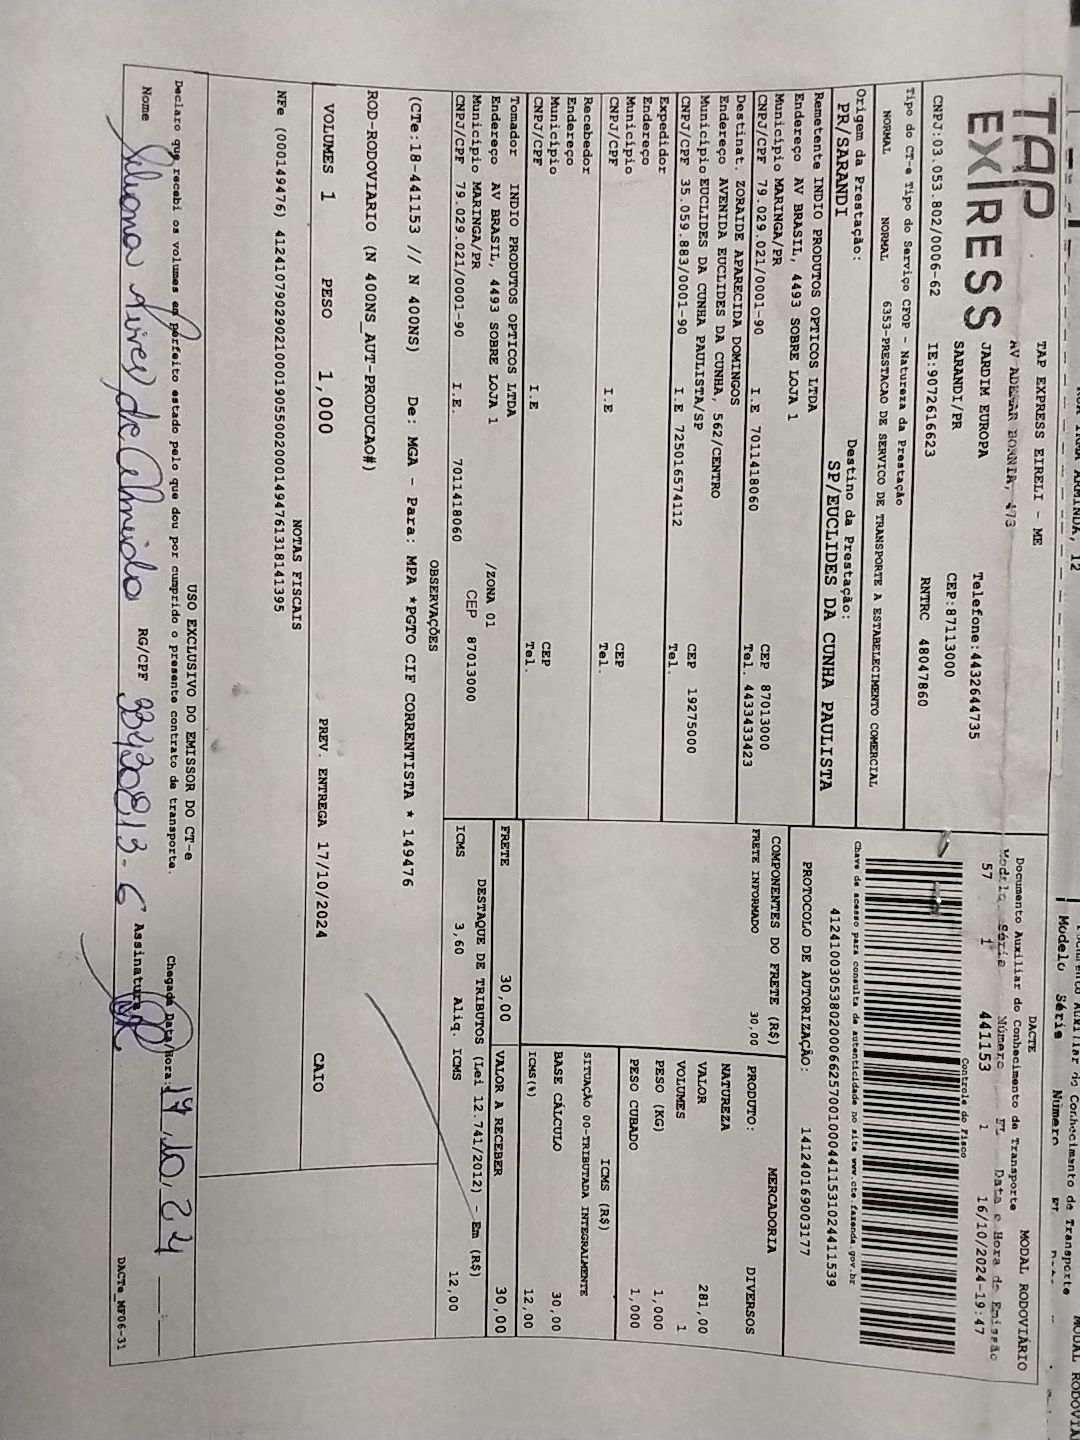 TAP EXPRESS
TAP EXPRESS EIRELI - ME
AV ADEMAR BORNIA, 473
JARDIM EUROPA
SARANDI/PR
Telefone:4432644735
CEP:87113000
CNPJ:03.053.802/0006-62 IE:9072616623 RNTRC 48047860
Tipo do CT-e Tipo do Serviço CFOP - Natureza da Prestação
NORMAL NORMAL 6353-PRESTACAO DE SERVICO DE TRANSPORTE A ESTABELECIMENTO COMERCIAL
Origem da Prestação: Destino da Prestação:
PR/SARANDI SP/EUCLIDES DA CUNHA PAULISTA
Remetente INDIO PRODUTOS OPTICOS LTDA
Endereço AV BRASIL, 4493 SOBRE LOJA 1
Município MARINGA/PR CEP 87013000
CNPJ/CPF 79.029.021/0001-90 I.E 7011418060 Tel. 4433433423
Destinat. ZORAIDE APARECIDA DOMINGOS
Endereço AVENIDA EUCLIDES DA CUNHA, 562/CENTRO
Município EUCLIDES DA CUNHA PAULISTA/SP CEP 19275000
CNPJ/CPF 35.059.883/0001-90 I.E 725016574112 Tel.
Expedidor
Endereço
Município CEP
CNPJ/CPF I.E Tel.
Recebedor
Endereço
Município CEP
CNPJ/CPF I.E Tel.
Tomador INDIO PRODUTOS OPTICOS LTDA
Endereço AV BRASIL, 4493 SOBRE LOJA 1 /ZONA 01
Município MARINGA/PR CEP 87013000
CNPJ/CPF 79.029.021/0001-90 I.E. 7011418060
DACTE
Documento Auxiliar do Conhecimento de Transporte
MODAL RODOVIÁRIO
Modelo Série Número FL Data e Hora de Emissão
57 1 441153 1 16/10/2024-19:47
Controle do Fisco
Chave de acesso para consulta de autenticidade no site www.cte.fazenda.gov.br
41241003053802000662570010004411531024411539
PROTOCOLO DE AUTORIZAÇÃO: 141240169003177
COMPONENTES DO FRETE (R$)
FRETE INFORMADO 30,00
MERCADORIA
PRODUTO: DIVERSOS
NATUREZA
VALOR 281,00
VOLUMES 1
PESO (KG) 1,000
PESO CUBADO 1,000
ICMS (R$)
SITUAÇÃO 00-TRIBUTADA INTEGRALMENTE
BASE CÁLCULO 30,00
ICMS(%) 12,00
FRETE 30,00 VALOR A RECEBER 30,00
DESTAQUE DE TRIBUTOS (Lei 12.741/2012) - Em (R$)
ICMS 3,60 Aliq. ICMS 12,00
OBSERVAÇÕES
(CTe:18-441153 // N 400NS) De: MGA - Para: MPA *PGTO CIF CORRENTISTA * 149476
ROD-RODOVIARIO (N 400NS_AUT-PRODUCAO#)
VOLUMES 1 PESO 1,000 PREV. ENTREGA 17/10/2024 CAIO
NOTAS FISCAIS
NFe (000149476) 41241079029021000190550020001494761318141395
USO EXCLUSIVO DO EMISSOR DO CT-e
Declaro que recebi os volumes em perfeito estado pelo que dou por cumprido o presente contrato de transporte. Chegada Data/Hora: 17,10,24 :
Nome Silvana Alves de Almeida RG/CPF 33430813-6 Assinatura
DACTe_MF06-31